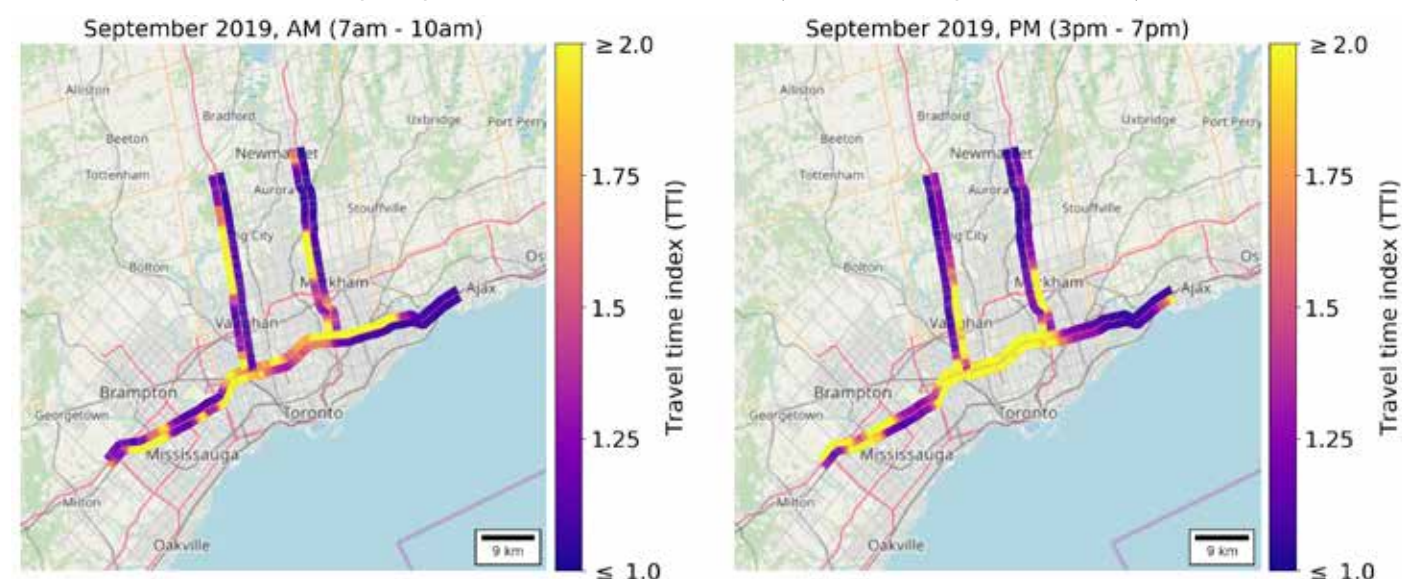 September 2019, AM (7am - 10am)
Alliston
Bradford
Uxbridge
Port Perry
Beeton
Newmarket
Tottenham
Aurora
Stouffville
g City
Bolton
Os
Markham
Ajax
Vaughan
Brampton
Georgetown
Toronto
Mississauga
Milton
Oakville
9 km
≥ 2.0
1.75
1.5
1.25
≤ 1.0
Travel time index (TTI)
September 2019, PM (3pm - 7pm)
Alliston
Bradford
Uxbridge
Port Perry
Beeton
Newmarket
Tottenham
Aurora
Stouffville
g City
Bolton
Os
Markham
Ajax
Vaughan
Brampton
Georgetown
Toronto
Mississauga
Milton
Oakville
9 km
≥ 2.0
1.75
1.5
1.25
≤ 1.0
Travel time index (TTI)